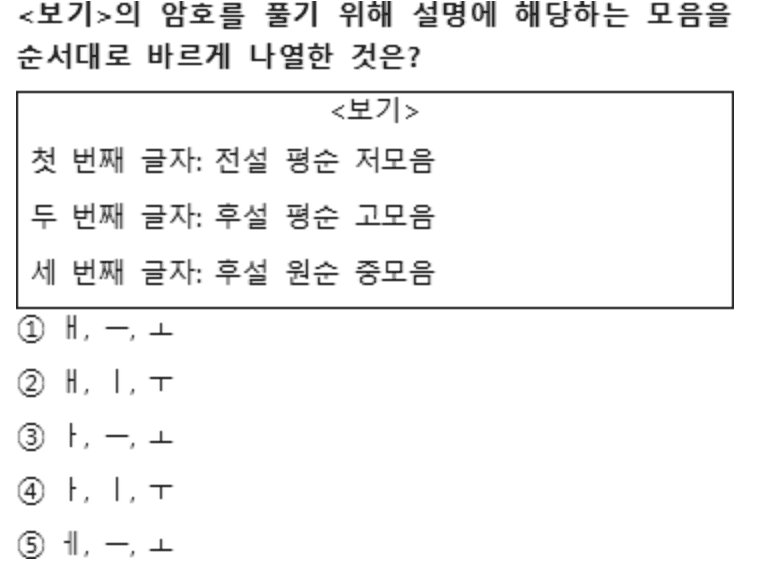 <보기>의 암호를 풀기 위해 설명에 해당하는 모음을
순서대로 바르게 나열한 것은?
<보기>
첫 번째 글자: 전설 평순 저모음
두 번째 글자: 후설 평순 고모음
세 번째 글자: 후설 원순 중모음
① ㅐ, ㅡ, ㅗ
② ㅐ, ㅣ, ㅜ
③ ㅏ, ㅡ, ㅗ
④ ㅏ, ㅣ, ㅜ
⑤ ㅔ, ㅡ, ㅗ